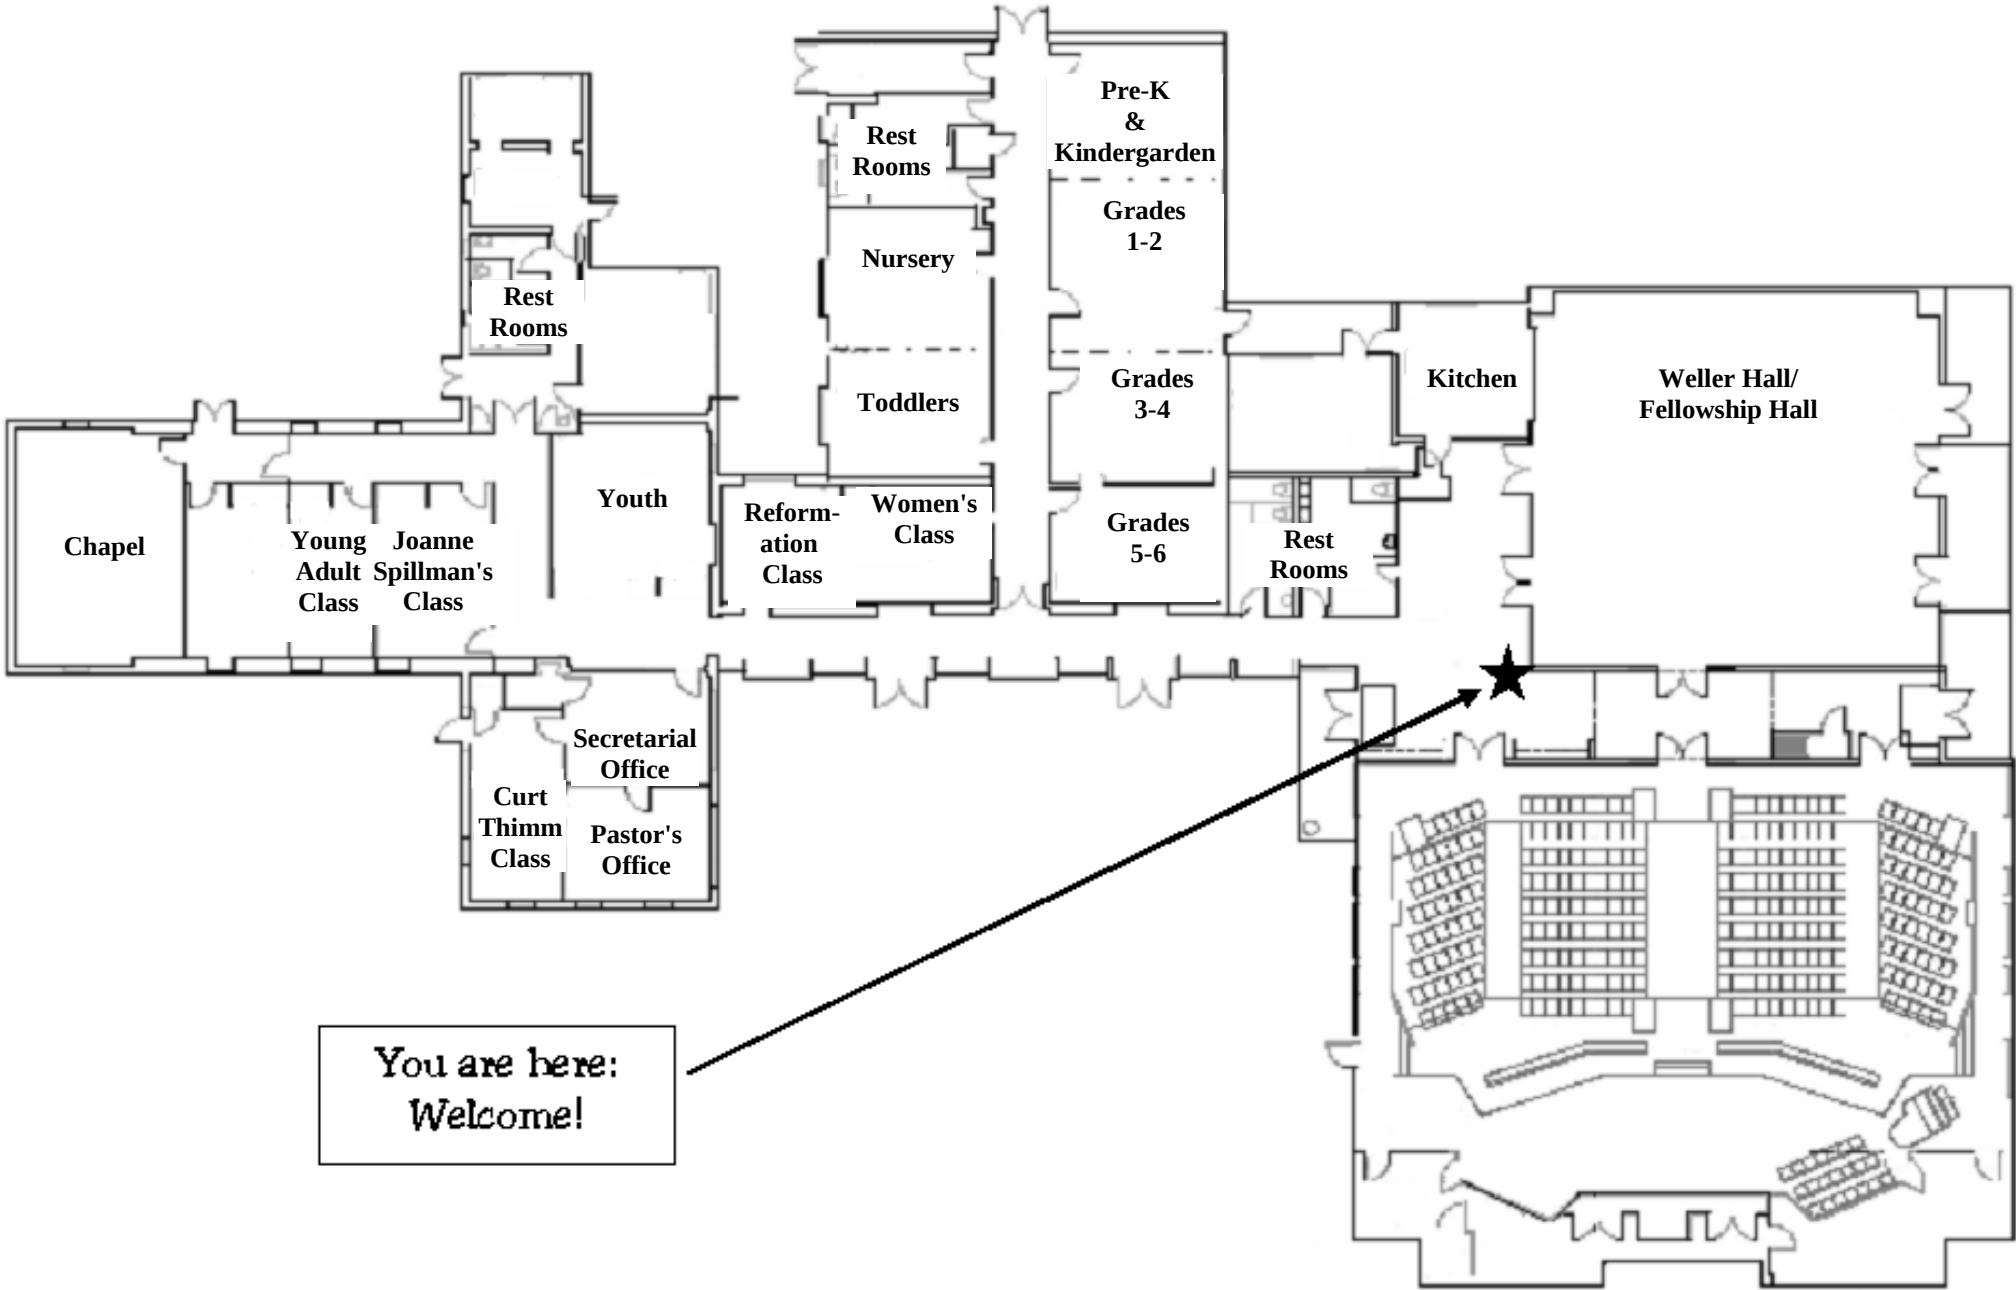 Pre-K
&
Kindergarden
Rest
Rooms
Grades
1-2
Nursery
Rest
Rooms
Grades
3-4
Kitchen
Weller Hall/
Fellowship Hall
Toddlers
Youth
Reform-
ation
Class
Women's
Class
Grades
5-6
Rest
Rooms
Chapel
Young
Adult
Class
Joanne
Spillman's
Class
Secretarial
Office
Curt
Thimm
Class
Pastor's
Office
You are here:
Welcome!